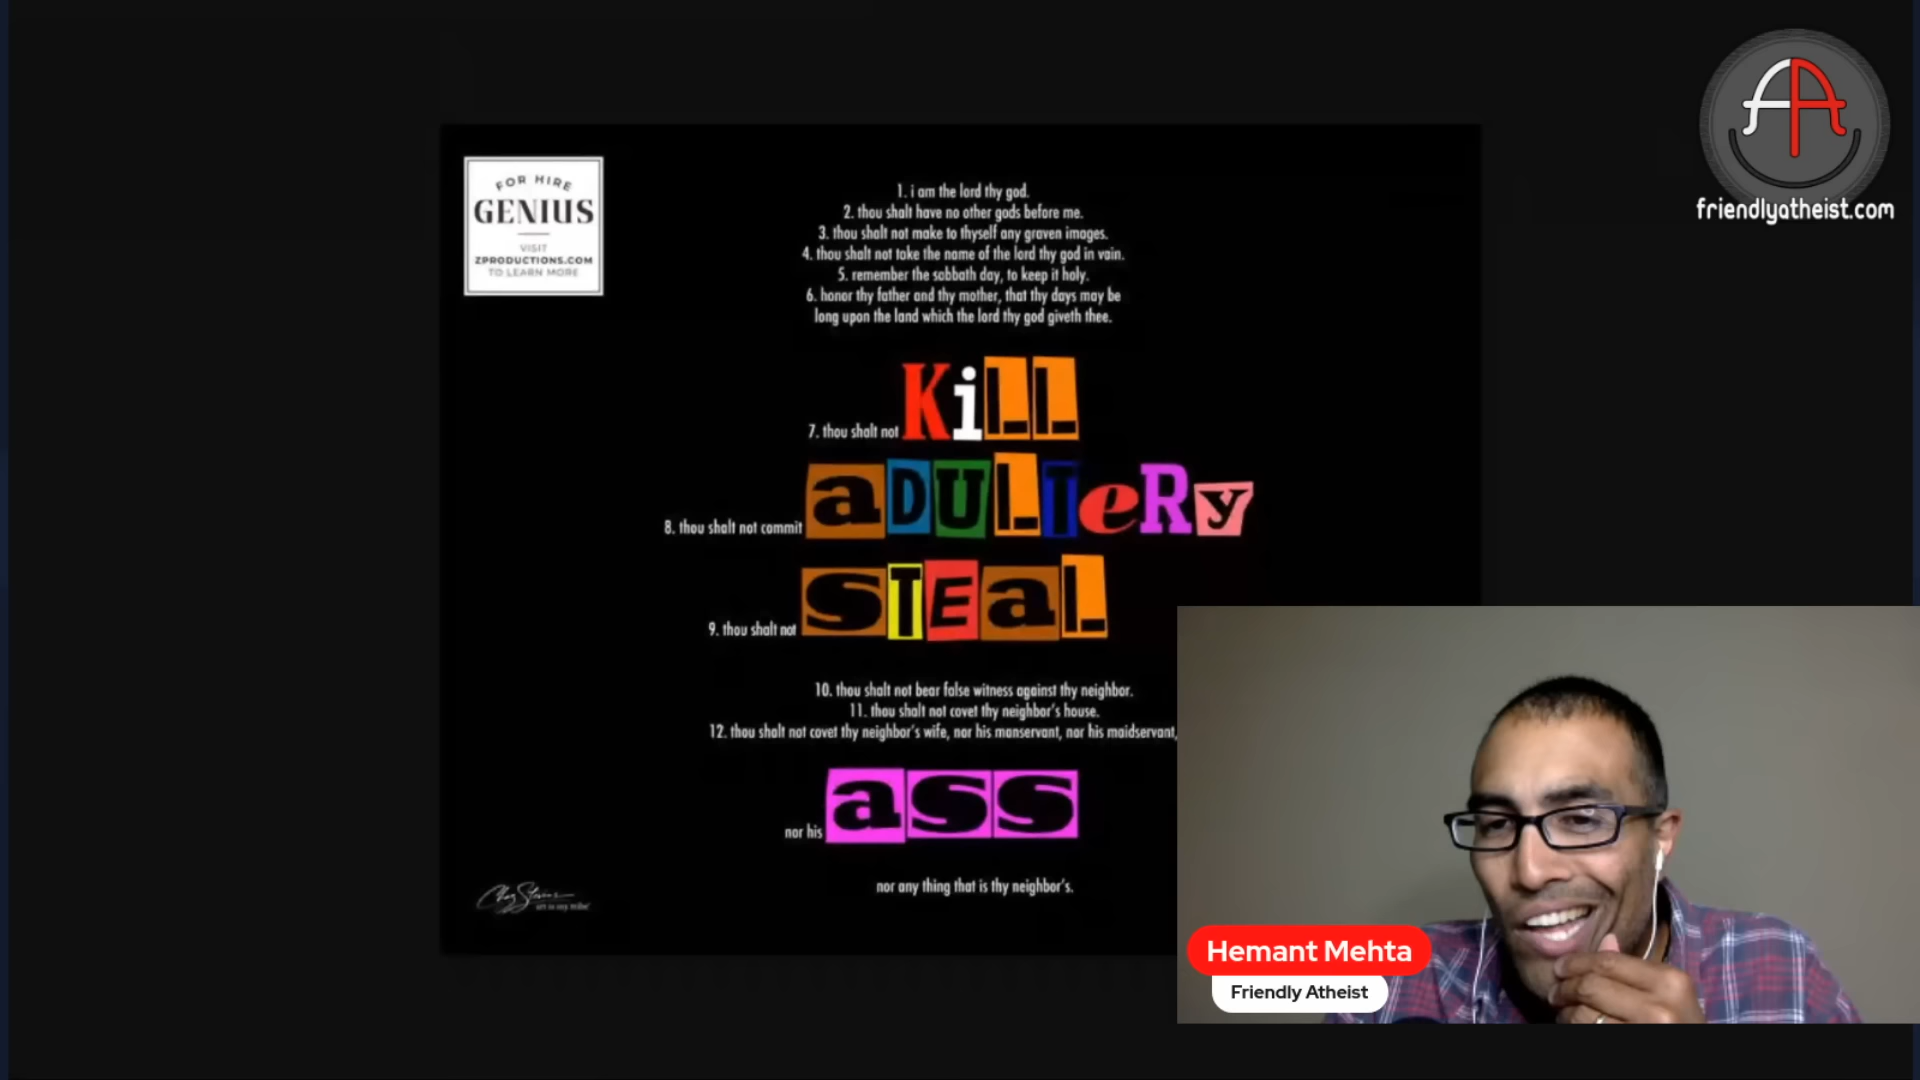 FOR HIRE
GENIUS
VISIT
ZPRODUCTIONS.COM
TO LEARN MORE
1. i am the lord thy god.
2. thou shalt have no other gods before me.
3. thou shalt not make to thyself any graven images.
4. thou shalt not take the name of the lord thy god in vain.
5. remember the sabbath day, to keep it holy.
6. honor thy father and thy mother, that thy days may be
long upon the land which the lord thy god giveth thee.
7. thou shalt not KiLL
8. thou shalt not commit aDULTeRy
9. thou shalt not STEaL
10. thou shalt not bear false witness against thy neighbor.
11. thou shalt not covet thy neighbor's house.
12. thou shalt not covet thy neighbor's wife, nor his manservant, nor his maidservant,
nor his aSS
nor any thing that is thy neighbor's.
Chaz Stevens
art is my tribe
friendlyatheist.com
Hemant Mehta
Friendly Atheist